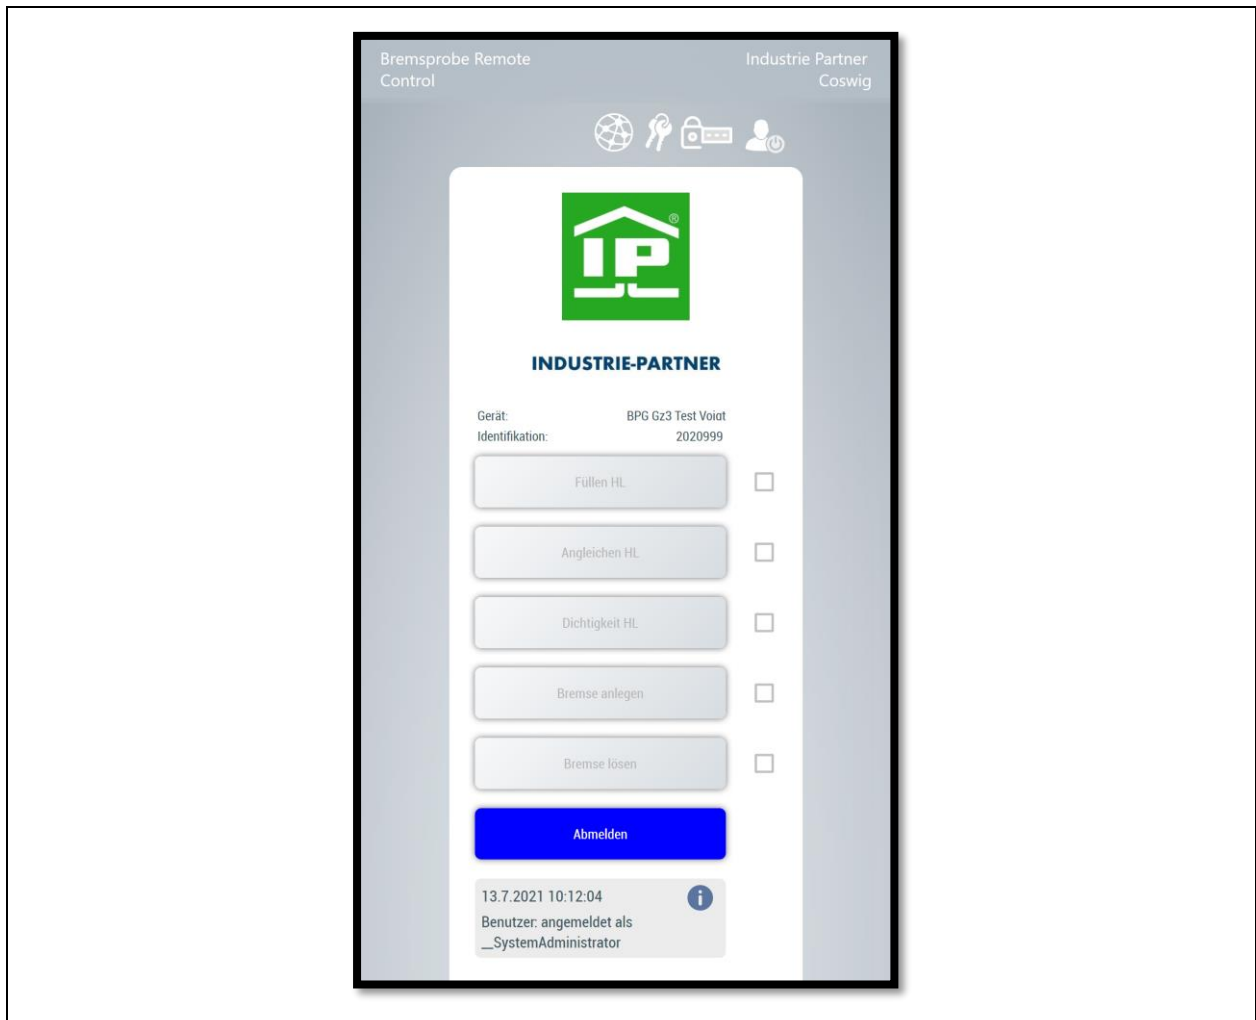 Bremsprobe Remote
Control
Industrie Partner
Coswig
IP
®
INDUSTRIE-PARTNER
Gerät: BPG Gz3 Test Voigt
Identifikation: 2020999
Füllen HL
Angleichen HL
Dichtigkeit HL
Bremse anlegen
Bremse lösen
Abmelden
13.7.2021 10:12:04
i
Benutzer: angemeldet als
__SystemAdministrator